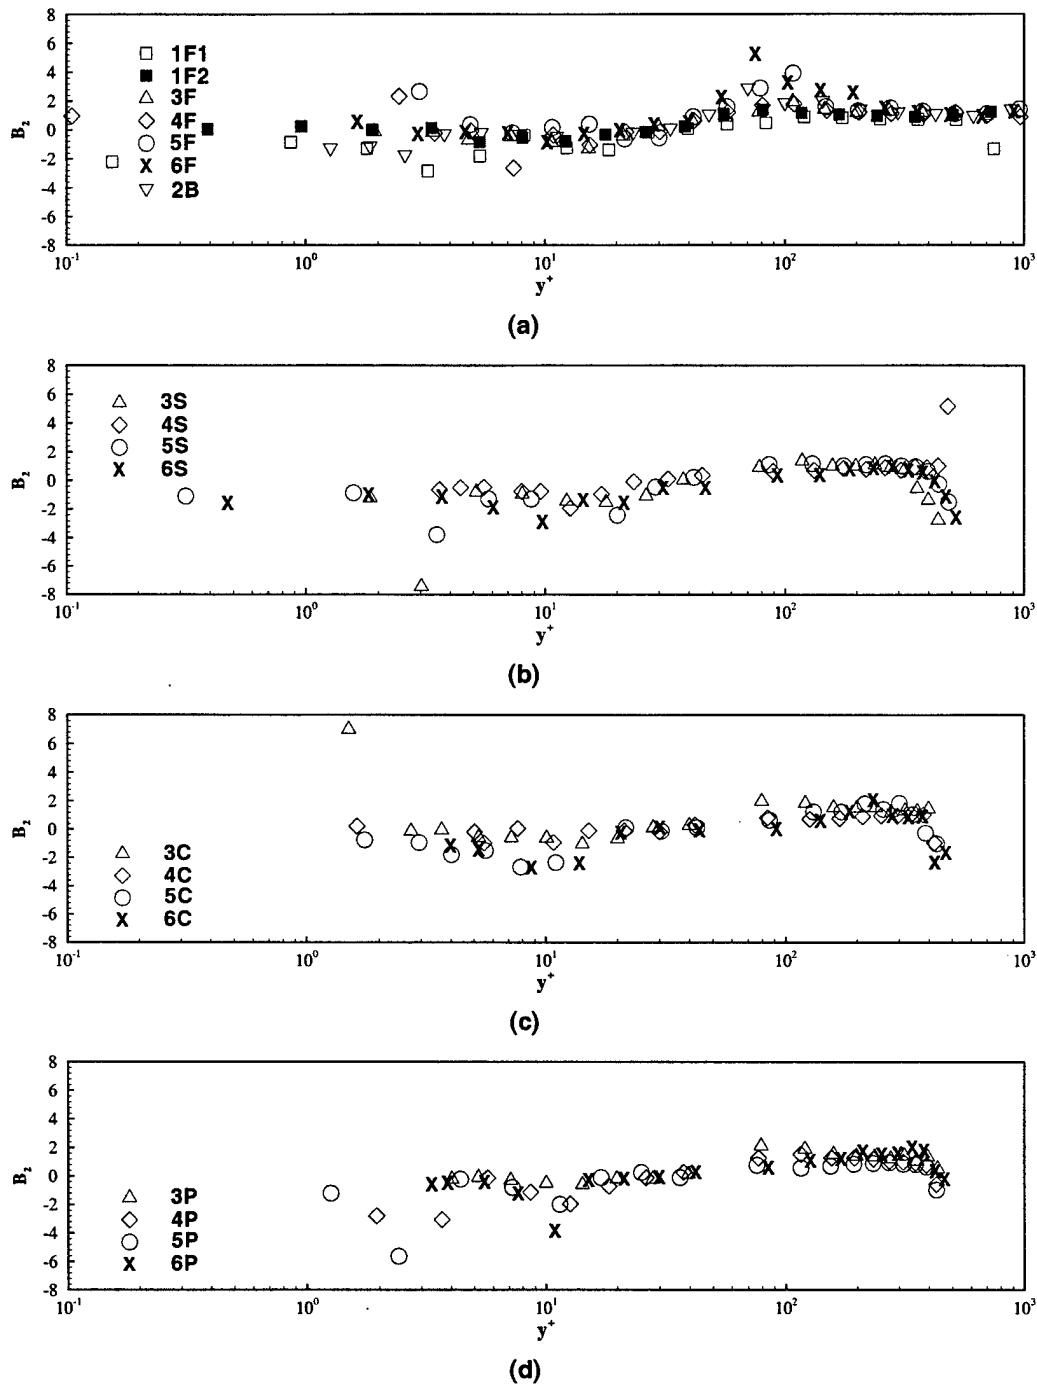 8
6
4
2
0
-2
-4
-6
-8
B₂
1F1
1F2
3F
4F
5F
X 6F
2B
10⁻¹ 10⁰ 10¹ 10² 10³
y⁺
(a)
8
6
4
2
0
-2
-4
-6
-8
B₂
3S
4S
5S
X 6S
10⁻¹ 10⁰ 10¹ 10² 10³
y⁺
(b)
8
6
4
2
0
-2
-4
-6
-8
B₂
3C
4C
5C
X 6C
10⁻¹ 10⁰ 10¹ 10² 10³
y⁺
(c)
8
6
4
2
0
-2
-4
-6
-8
B₂
3P
4P
5P
X 6P
10⁻¹ 10⁰ 10¹ 10² 10³
y⁺
(d)